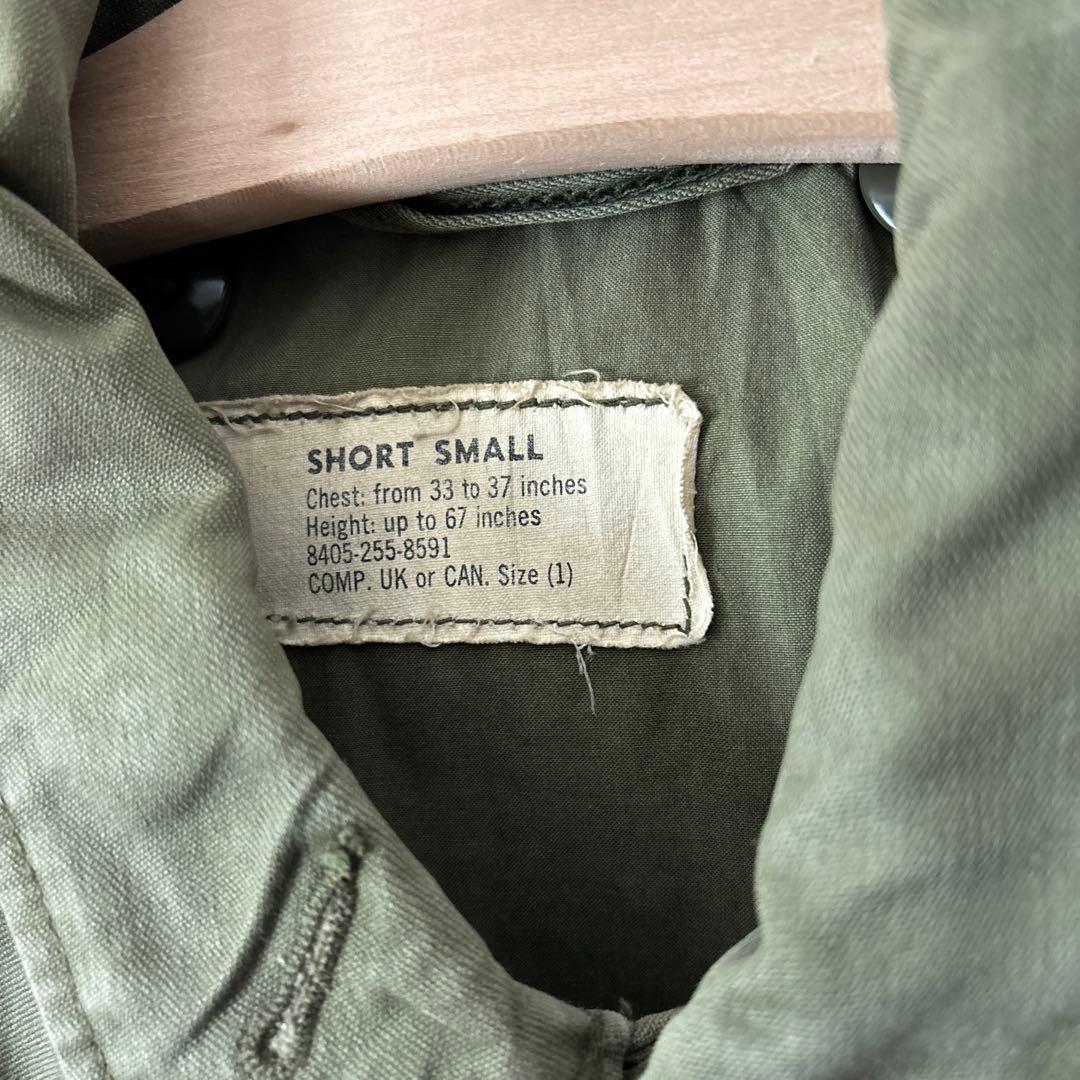 SHORT SMALL
Chest: from 33 to 37 inches
Height: up to 67 inches
8405-255-8591
COMP. UK or CAN. Size (1)